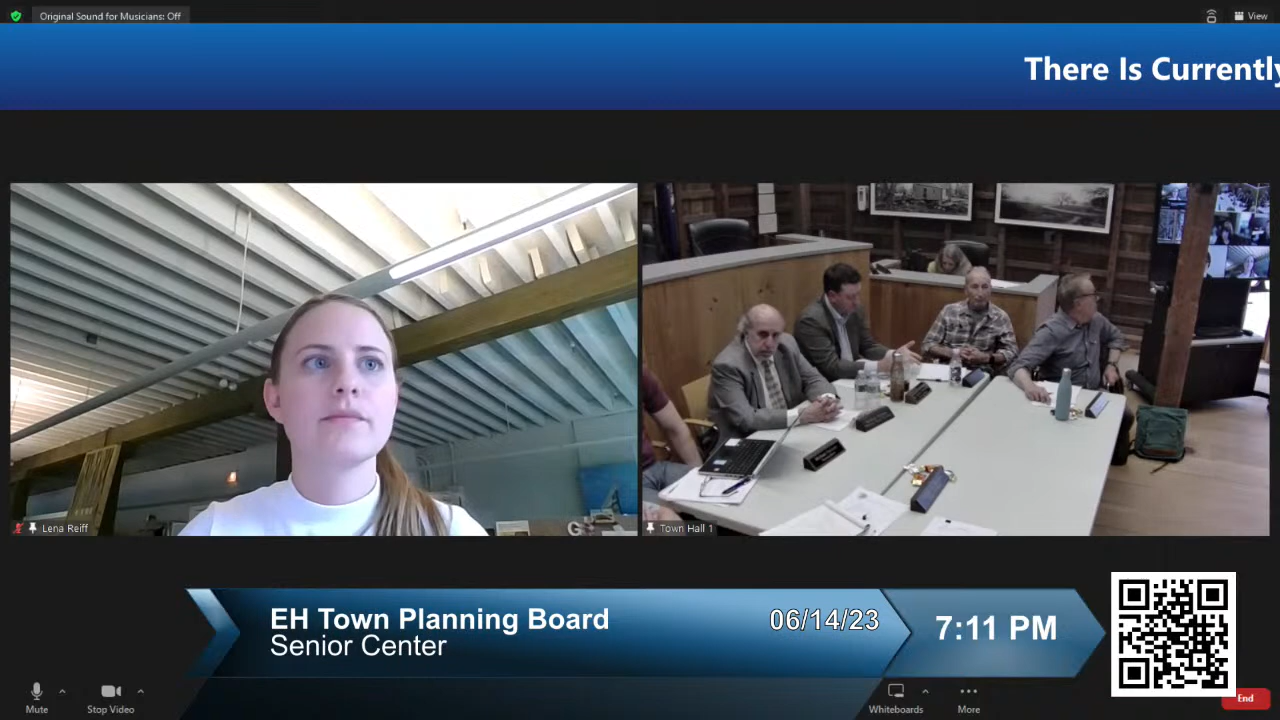 Original Sound for Musicians: Off
View
There Is Currently
Lena Reiff
Town Hall 1
EH Town Planning Board
06/14/23
7:11 PM
Senior Center
Mute
Stop Video
Whiteboards
More
End